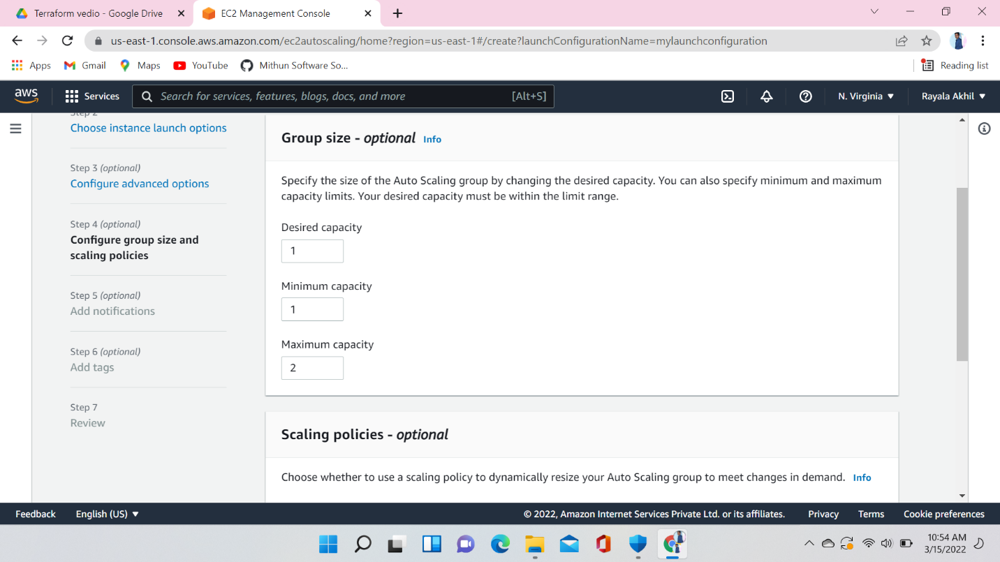 Terraform vedio - Google Drive
EC2 Management Console
us-east-1.console.aws.amazon.com/ec2autoscaling/home?region=us-east-1#/create?launchConfigurationName=mylaunchconfiguration
Apps
Gmail
Maps
YouTube
Mithun Software So...
Reading list
aws
Services
Search for services, features, blogs, docs, and more
[Alt+S]
N. Virginia
Rayala Akhil
Step 2
Choose instance launch options
Step 3 (optional)
Configure advanced options
Step 4 (optional)
Configure group size and
scaling policies
Step 5 (optional)
Add notifications
Step 6 (optional)
Add tags
Step 7
Review
Group size - optional Info
Specify the size of the Auto Scaling group by changing the desired capacity. You can also specify minimum and maximum
capacity limits. Your desired capacity must be within the limit range.
Desired capacity
1
Minimum capacity
1
Maximum capacity
2
Scaling policies - optional
Choose whether to use a scaling policy to dynamically resize your Auto Scaling group to meet changes in demand. Info
Feedback
English (US)
© 2022, Amazon Internet Services Private Ltd. or its affiliates.
Privacy
Terms
Cookie preferences
10:54 AM
3/15/2022